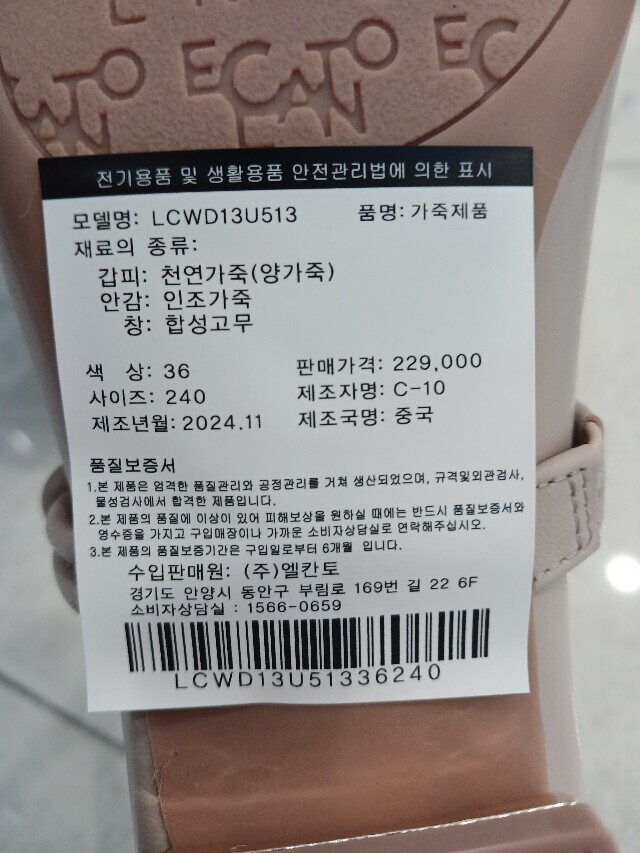 ECANTO
EC
전기용품 및 생활용품 안전관리법에 의한 표시
모델명: LCWD13U513 품명: 가죽제품
재료의 종류:
갑피: 천연가죽(양가죽)
안감: 인조가죽
창: 합성고무
색 상: 36 판매가격: 229,000
사이즈: 240 제조자명: C-10
제조년월: 2024.11 제조국명: 중국
품질보증서
1.본 제품은 엄격한 품질관리와 공정관리를 거쳐 생산되었으며, 규격및외관검사,
물성검사에서 합격한 제품입니다.
2.본 제품의 품질에 이상이 있어 피해보상을 원하실 때에는 반드시 품질보증서와
영수증을 가지고 구입매장이나 가까운 소비자상담실로 연락해주십시오.
3.본 제품의 품질보증기간은 구입일로부터 6개월 입니다.
수입판매원: (주)엘칸토
경기도 안양시 동안구 부림로 169번 길 22 6F
소비자상담실 : 1566-0659
LCWD13U51336240